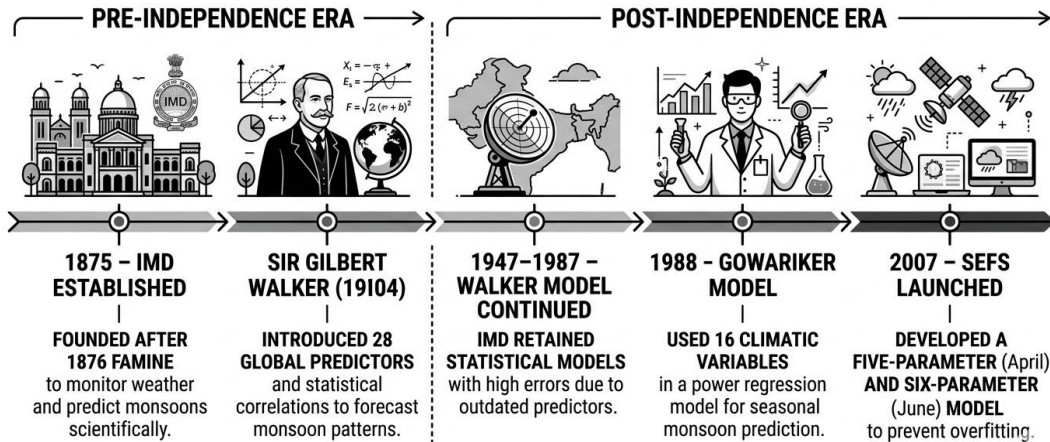 PRE-INDEPENDENCE ERA
POST-INDEPENDENCE ERA
IMD
1875 – IMD
ESTABLISHED
FOUNDED AFTER
1876 FAMINE
to monitor weather
and predict monsoons
scientifically.
SIR GILBERT
WALKER (19I04)
INTRODUCED 28
GLOBAL PREDICTORS
and statistical
correlations to forecast
monsoon patterns.
1947–1987 –
WALKER MODEL
CONTINUED
IMD RETAINED
STATISTICAL MODELS
with high errors due to
outdated predictors.
1988 – GOWARIKER
MODEL
USED 16 CLIMATIC
VARIABLES
in a power regression
model for seasonal
monsoon prediction.
2007 – SEFS
LAUNCHED
DEVELOPED A
FIVE-PARAMETER (April)
AND SIX-PARAMETER
(June) MODEL
to prevent overfitting.